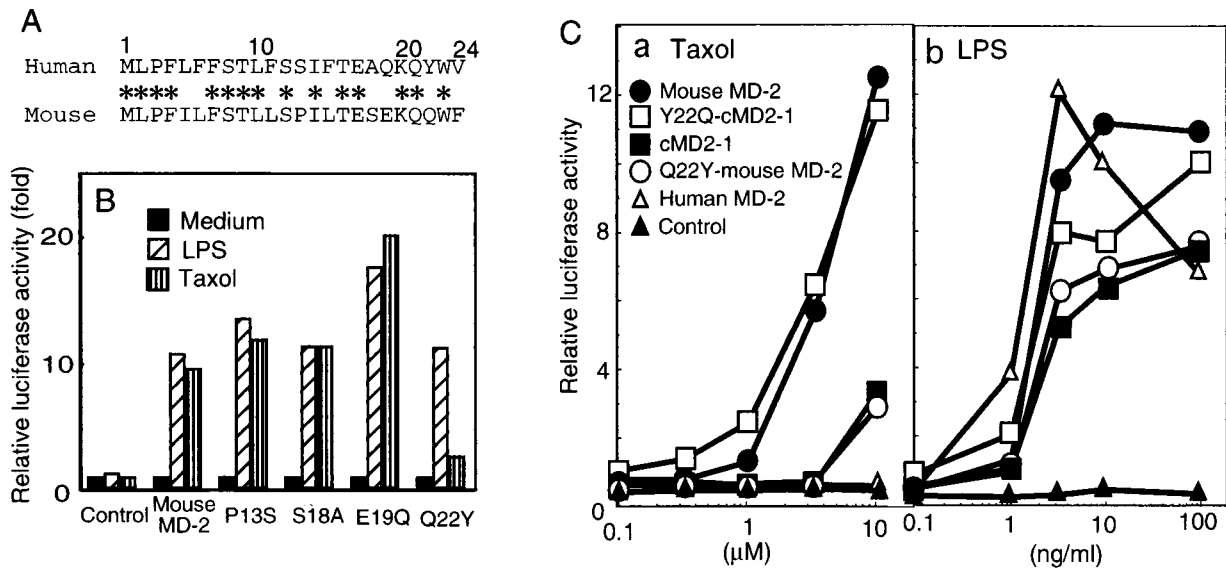 A
1 10 20 24
Human MLPFLFFSTLFSSIFTEAQKQYWV
**** **** * * ** ** *
Mouse MLPFILFSTLLSPILTESEKQQWF
B
Relative luciferase activity (fold)
20
10
0
Medium
LPS
Taxol
Control
Mouse MD-2
P13S
S18A
E19Q
Q22Y
C
a Taxol
Relative luciferase activity
12
8
4
0
Mouse MD-2
Y22Q-cMD2-1
cMD2-1
Q22Y-mouse MD-2
Human MD-2
Control
0.1 1 10
(μM)
b LPS
0.1 1 10 100
(ng/ml)